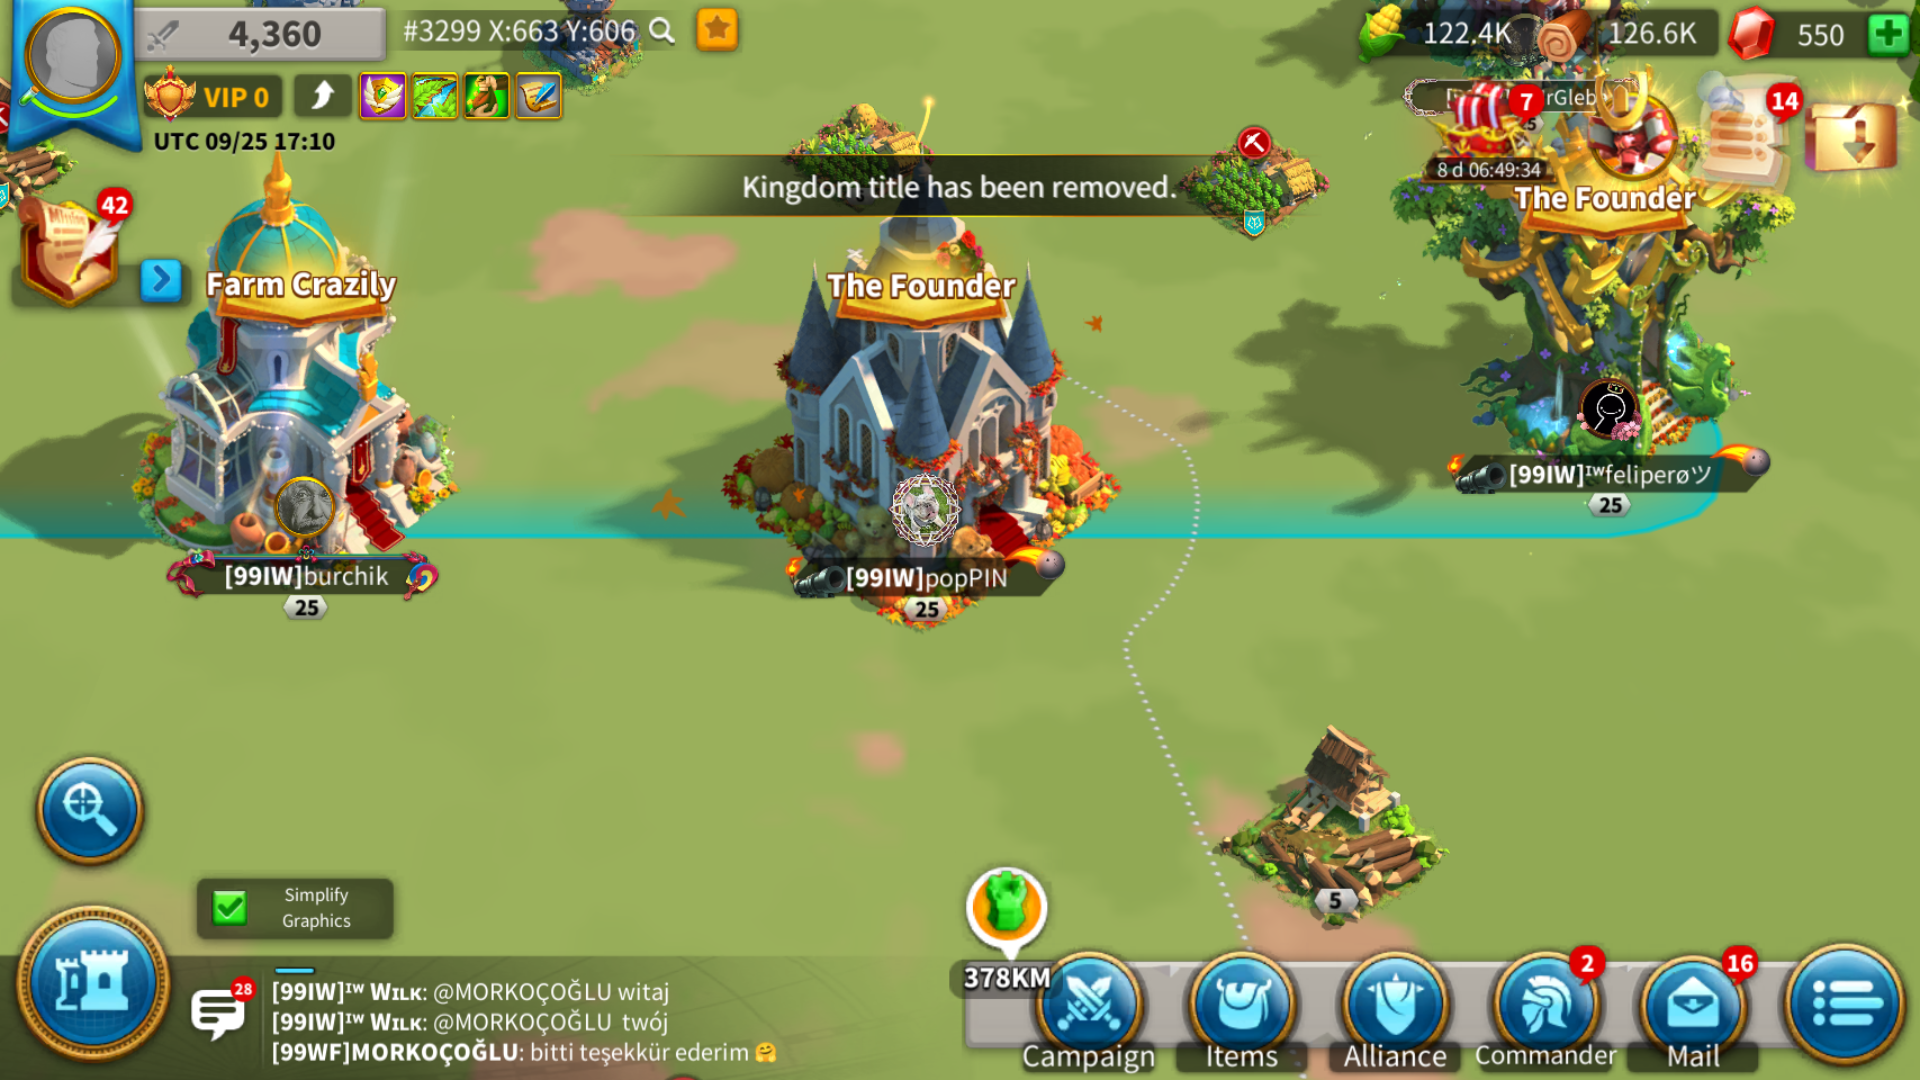 4,360
#3299 X:663 Y:606
122.4K
126.6K
550
VIP 0
UTC 09/25 17:10
rGleb
7
14
8 d 06:49:34
Kingdom title has been removed.
The Founder
42
Mission
Farm Crazily
The Founder
[99IW]ᴵᵂfeliperøツ
25
[99IW]burchik
25
[99IW]popPIN
25
5
Simplify
Graphics
378KM
28
[99IW]ᴵᵂ Wɪʟᴋ: @MORKOÇOĞLU witaj
[99IW]ᴵᵂ Wɪʟᴋ: @MORKOÇOĞLU twój
[99WF]MORKOÇOĞLU: bitti teşekkür ederim 🤗
2
16
Campaign
Items
Alliance
Commander
Mail